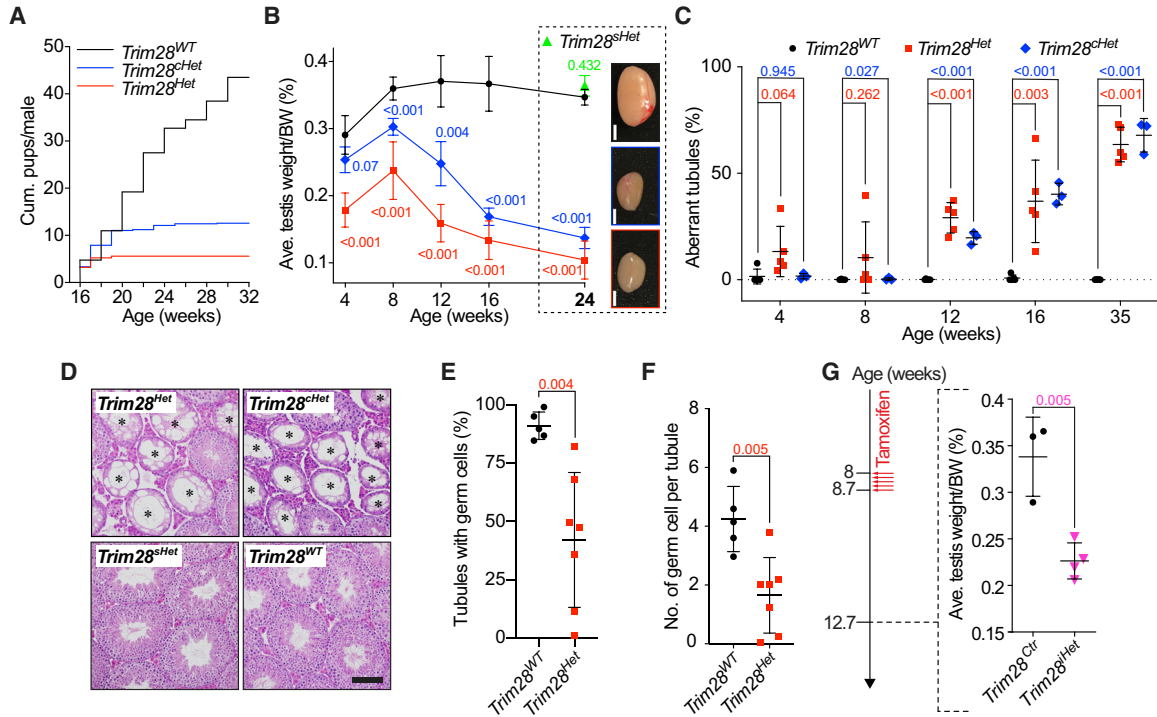 A
50
40
30
20
10
0
Cum. pups/male
Trim28WT
Trim28cHet
Trim28Het
16 20 24 28 32
Age (weeks)
B
Ave. testis weight/BW (%)
0.4
0.3
0.2
0.1
Trim28sHet
0.432
0.07
<0.001
0.004
<0.001
<0.001
<0.001
<0.001
<0.001
<0.001
<0.001
4 8 12 16 24
Age (weeks)
C
Trim28WT Trim28Het Trim28cHet
Aberrant tubules (%)
100
50
0
0.945 0.027 <0.001 <0.001 <0.001
0.064 0.262 <0.001 0.003 <0.001
4 8 12 16 35
Age (weeks)
D
Trim28Het
Trim28cHet
* * * * * * * *
* * * * * * * * * *
Trim28sHet
Trim28WT
E
Tubules with germ cells (%)
100
75
50
25
0
0.004
Trim28WT
Trim28Het
F
No. of germ cell per tubule
8
6
4
2
0
0.005
Trim28WT
Trim28Het
G
Age (weeks)
Tamoxifen
8
8.7
12.7
Ave. testis weight/BW (%)
0.4
0.35
0.3
0.25
0.2
0.15
0.005
Trim28Ctr
Trim28iHet